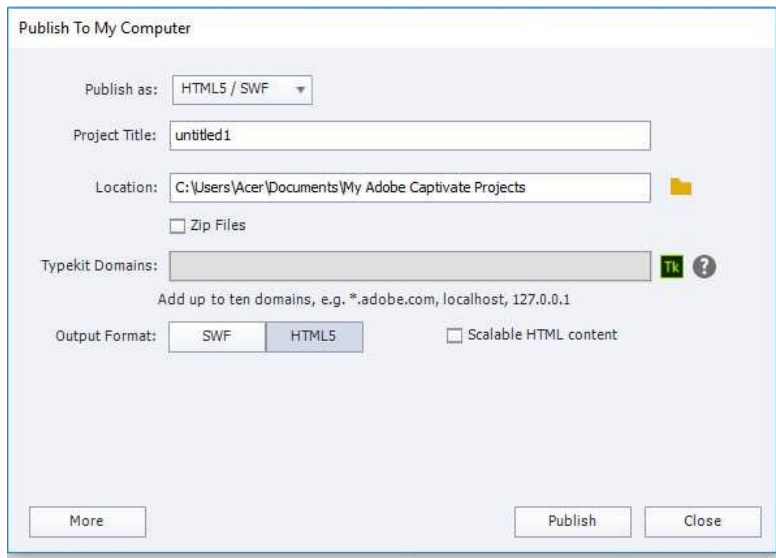 Publish To My Computer
Publish as: HTML5 / SWF
Project Title: untitled1
Location: C:\Users\Acer\Documents\My Adobe Captivate Projects
Zip Files
Typekit Domains: Tk ?
Add up to ten domains, e.g. *.adobe.com, localhost, 127.0.0.1
Output Format: SWF HTML5 Scalable HTML content
More Publish Close